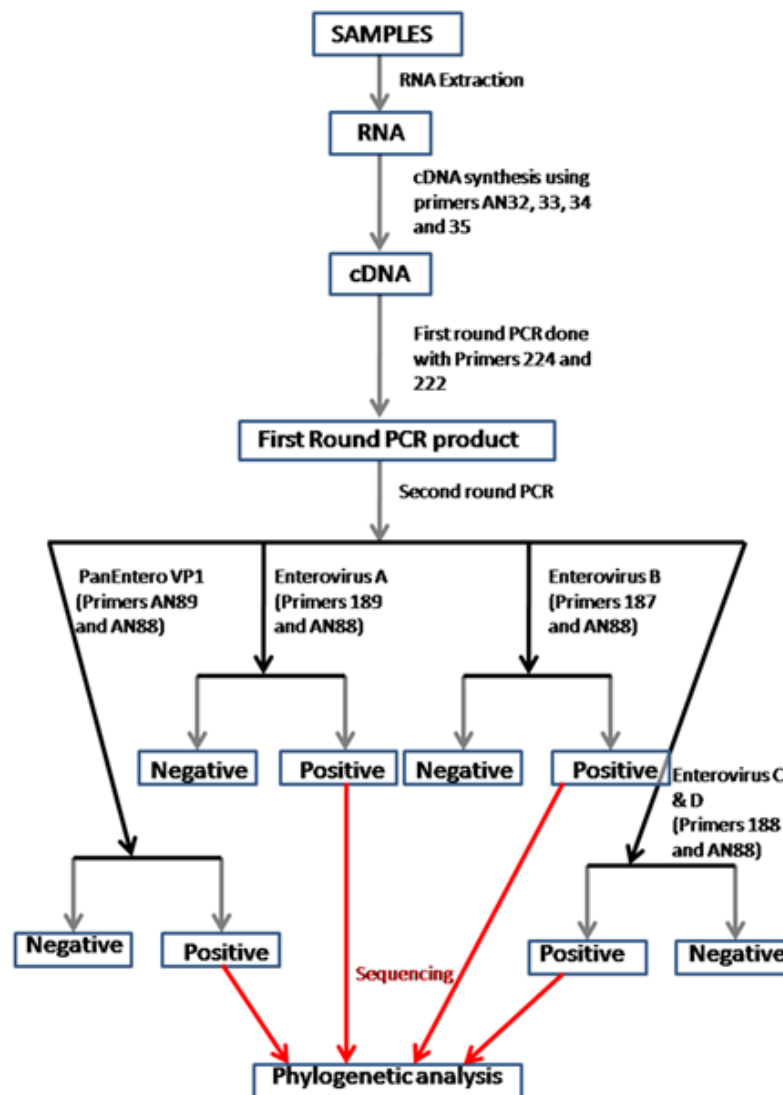 SAMPLES
RNA Extraction
RNA
cDNA synthesis using
primers AN32, 33, 34
and 35
cDNA
First round PCR done
with Primers 224 and
222
First Round PCR product
Second round PCR
PanEntero VP1
(Primers AN89
and AN88)
Enterovirus A
(Primers 189
and AN88)
Enterovirus B
(Primers 187
and AN88)
Negative
Positive
Negative
Positive
Enterovirus C
& D
(Primers 188
and AN88)
Negative
Positive
Positive
Negative
Sequencing
Phylogenetic analysis